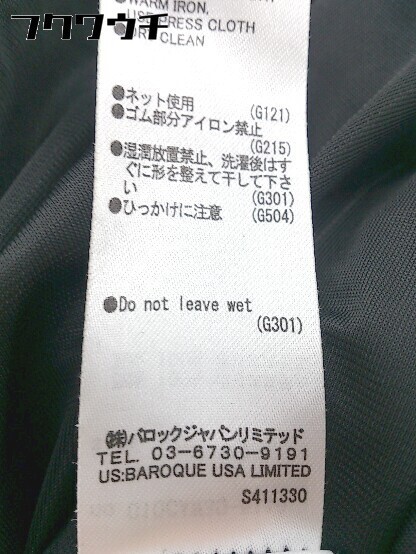 フクウクチ
WARM IRON,
USE PRESS CLOTH
●DRY CLEAN
●ネット使用 (G121)
●ゴム部分アイロン禁止
(G215)
●湿潤放置禁止、洗濯後はす
ぐに形を整えて干して下さ
い (G301)
●ひっかけに注意 (G504)
●Do not leave wet
(G301)
㈱バロックジャパンリミテッド
TEL. 03-6730-9191
US:BAROQUE USA LIMITED
S411330